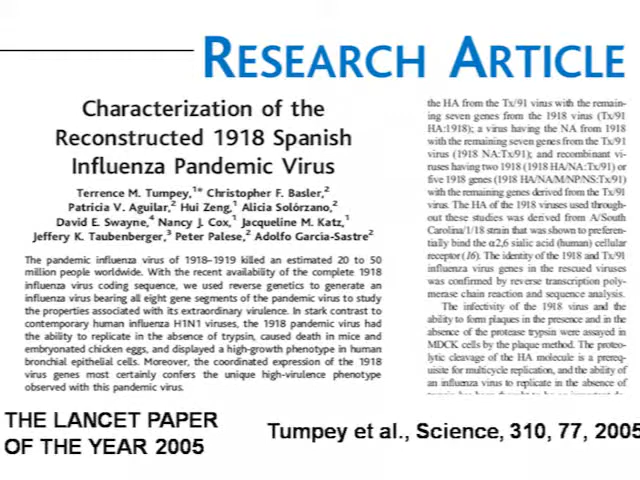 RESEARCH ARTICLE
Characterization of the
Reconstructed 1918 Spanish
Influenza Pandemic Virus
Terrence M. Tumpey,1* Christopher F. Basler,2
Patricia V. Aguilar,2 Hui Zeng,1 Alicia Solórzano,2
David E. Swayne,4 Nancy J. Cox,1 Jacqueline M. Katz,1
Jeffery K. Taubenberger,3 Peter Palese,2 Adolfo García-Sastre2
The pandemic influenza virus of 1918–1919 killed an estimated 20 to 50
million people worldwide. With the recent availability of the complete 1918
influenza virus coding sequence, we used reverse genetics to generate an
influenza virus bearing all eight gene segments of the pandemic virus to study
the properties associated with its extraordinary virulence. In stark contrast to
contemporary human influenza H1N1 viruses, the 1918 pandemic virus had
the ability to replicate in the absence of trypsin, caused death in mice and
embryonated chicken eggs, and displayed a high-growth phenotype in human
bronchial epithelial cells. Moreover, the coordinated expression of the 1918
virus genes most certainly confers the unique high-virulence phenotype
observed with this pandemic virus.
the HA from the Tx/91 virus with the remain-
ing seven genes from the 1918 virus (Tx/91
HA:1918); a virus having the NA from 1918
with the remaining seven genes from the Tx/91
virus (1918 NA:Tx/91); and recombinant vi-
ruses having two 1918 (1918 HA/NA:Tx/91) or
five 1918 genes (1918 HA/NA/M/NP/NS:Tx/91)
with the remaining genes derived from the Tx/91
virus. The HA of the 1918 viruses used through-
out these studies was derived from A/South
Carolina/1/18 strain that was shown to preferen-
tially bind the α2,6 sialic acid (human) cellular
receptor (16). The identity of the 1918 and Tx/91
influenza virus genes in the rescued viruses
was confirmed by reverse transcription poly-
merase chain reaction and sequence analysis.
The infectivity of the 1918 virus and the
ability to form plaques in the presence and in the
absence of the protease trypsin were assayed in
MDCK cells by the plaque method. The proteo-
lytic cleavage of the HA molecule is a prereq-
uisite for multicycle replication, and the ability of
an influenza virus to replicate in the absence of
THE LANCET PAPER
OF THE YEAR 2005
Tumpey et al., Science, 310, 77, 2005